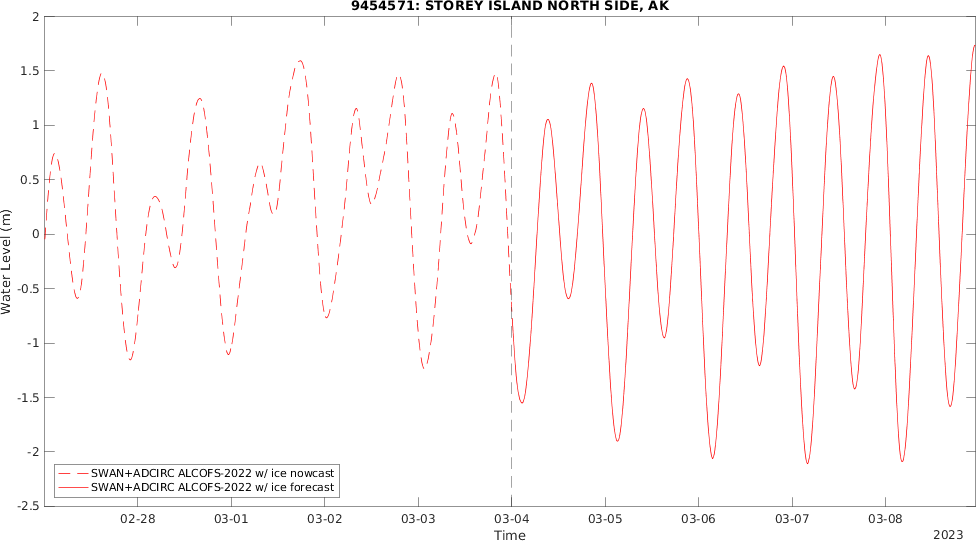 9454571: STOREY ISLAND NORTH SIDE, AK
2
1.5
1
0.5
0
-0.5
-1
-1.5
-2
-2.5
Water Level (m)
SWAN+ADCIRC ALCOFS-2022 w/ ice nowcast
SWAN+ADCIRC ALCOFS-2022 w/ ice forecast
02-28 03-01 03-02 03-03 03-04 03-05 03-06 03-07 03-08
Time
2023